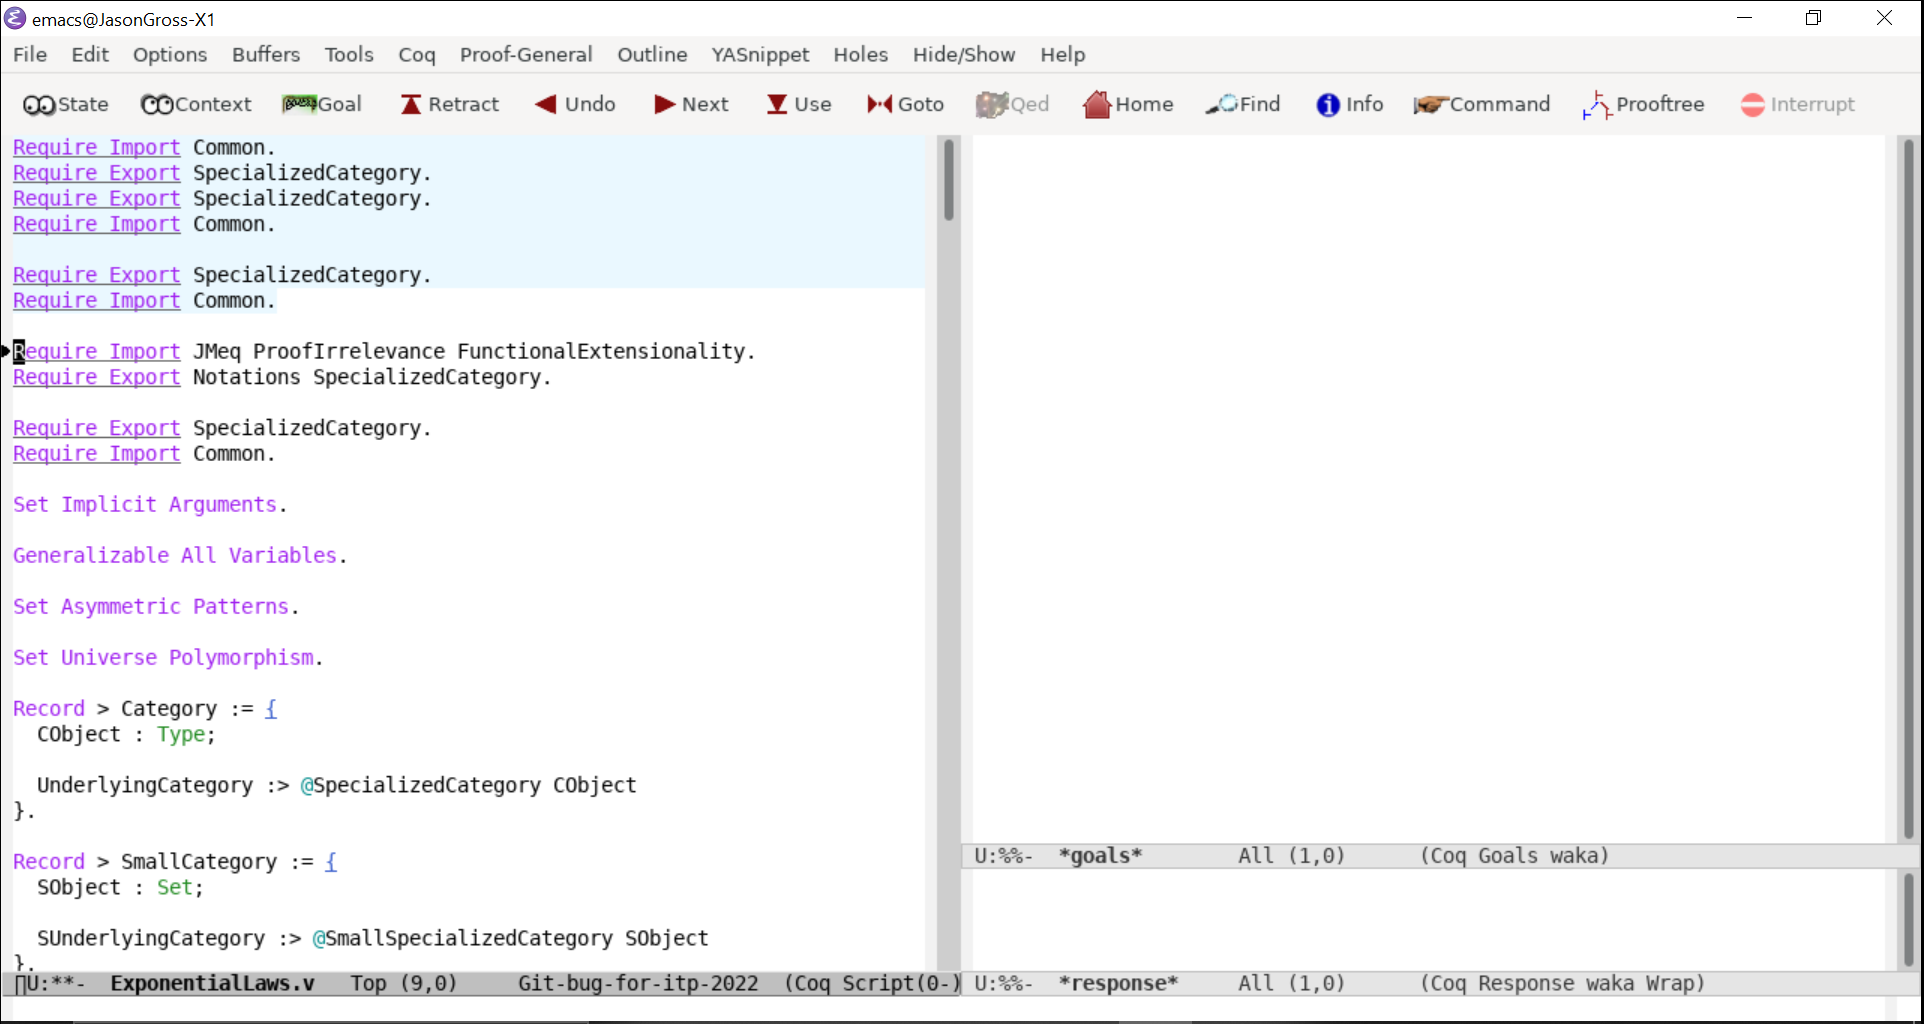 emacs@JasonGross-X1
File Edit Options Buffers Tools Coq Proof-General Outline YASnippet Holes Hide/Show Help
State Context Goal Retract Undo Next Use Goto Qed Home Find Info Command Prooftree Interrupt
Require Import Common.
Require Export SpecializedCategory.
Require Export SpecializedCategory.
Require Import Common.
Require Export SpecializedCategory.
Require Import Common.
Require Import JMeq ProofIrrelevance FunctionalExtensionality.
Require Export Notations SpecializedCategory.
Require Export SpecializedCategory.
Require Import Common.
Set Implicit Arguments.
Generalizable All Variables.
Set Asymmetric Patterns.
Set Universe Polymorphism.
Record > Category := {
CObject : Type;
UnderlyingCategory :> @SpecializedCategory CObject
}.
Record > SmallCategory := {
SObject : Set;
SUnderlyingCategory :> @SmallSpecializedCategory SObject
}.
U:**- ExponentialLaws.v Top (9,0) Git-bug-for-itp-2022 (Coq Script(0-)
U:%%- *goals* All (1,0) (Coq Goals waka)
U:%%- *response* All (1,0) (Coq Response waka Wrap)